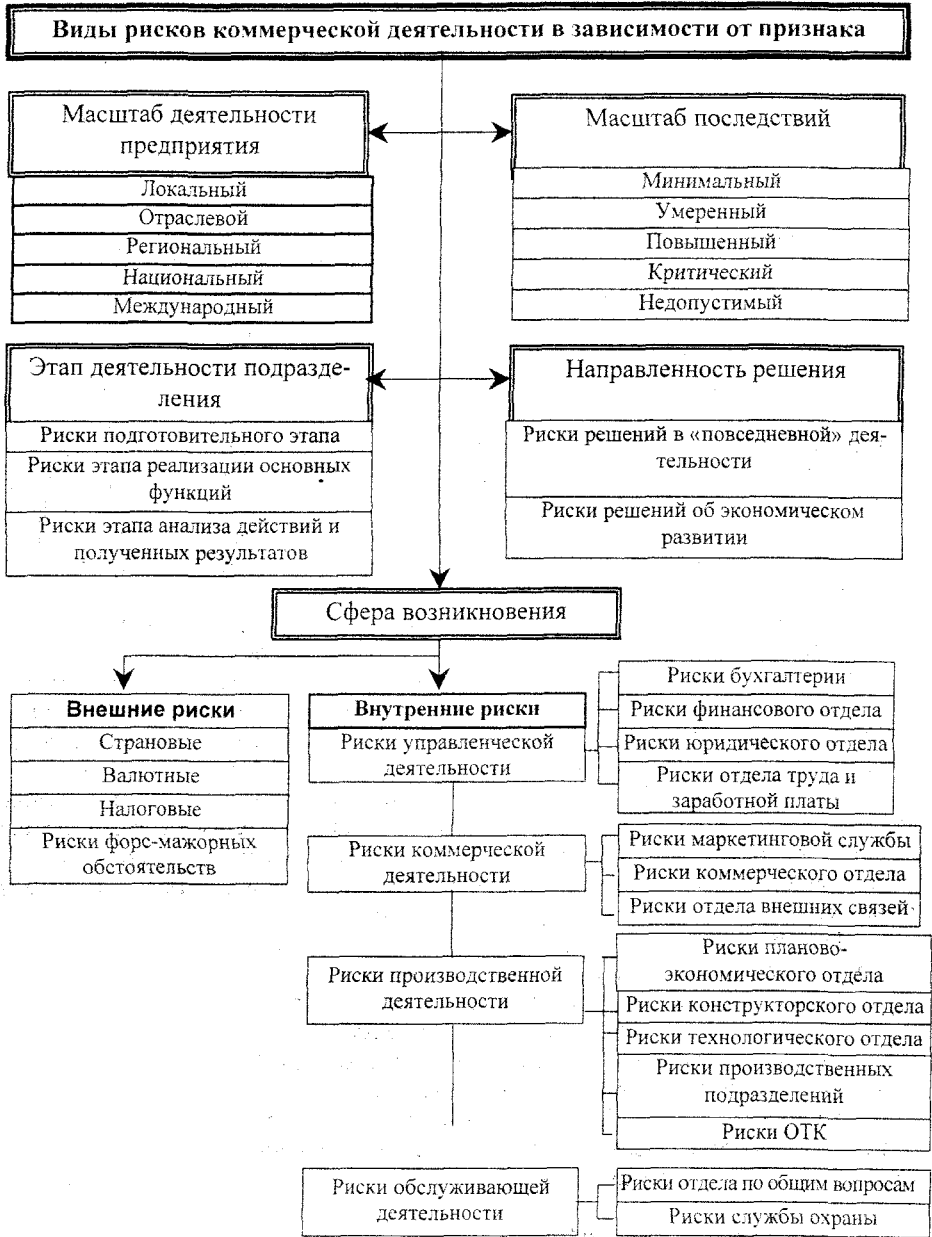 Виды рисков коммерческой деятельности в зависимости от признака
Масштаб деятельности
предприятия
Локальный
Отраслевой
Региональный
Национальный
Международный
Масштаб последствий
Минимальный
Умеренный
Повышенный
Критический
Недопустимый
Этап деятельности подразде-
ления
Риски подготовительного этапа
Риски этапа реализации основных
функций
Риски этапа анализа действий и
полученных результатов
Направленность решения
Риски решений в «повседневной» дея-
тельности
Риски решений об экономическом
развитии
Сфера возникновения
Внешние риски
Страновые
Валютные
Налоговые
Риски форс-мажорных
обстоятельств
Внутренние риски
Риски управленческой
деятельности
Риски бухгалтерии
Риски финансового отдела
Риски юридического отдела
Риски отдела труда и
заработной платы
Риски коммерческой
деятельности
Риски маркетинговой службы
Риски коммерческого отдела
Риски отдела внешних связей
Риски производственной
деятельности
Риски планово-
экономического отдела
Риски конструкторского отдела
Риски технологического отдела
Риски производственных
подразделений
Риски ОТК
Риски обслуживающей
деятельности
Риски отдела по общим вопросам
Риски службы охраны